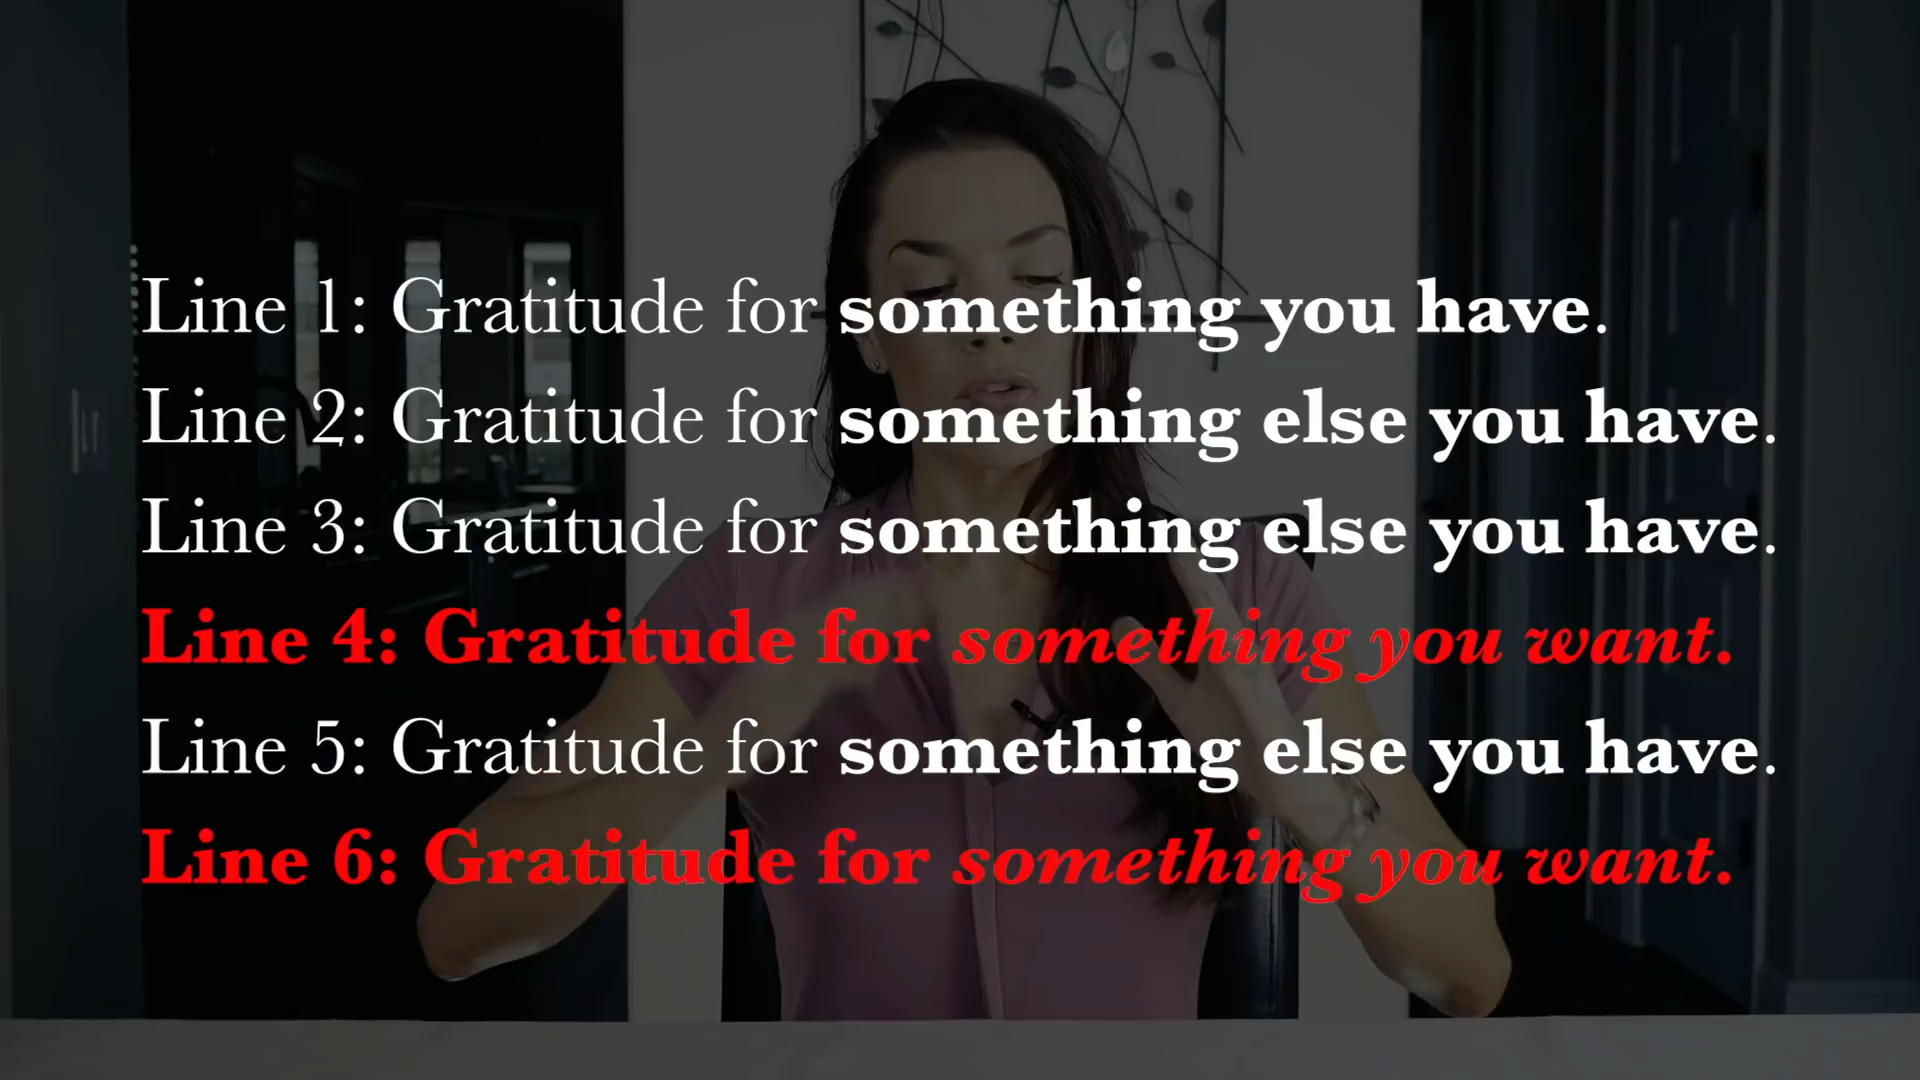 Line 1: Gratitude for something you have.
Line 2: Gratitude for something else you have.
Line 3: Gratitude for something else you have.
Line 4: Gratitude for something you want.
Line 5: Gratitude for something else you have.
Line 6: Gratitude for something you want.